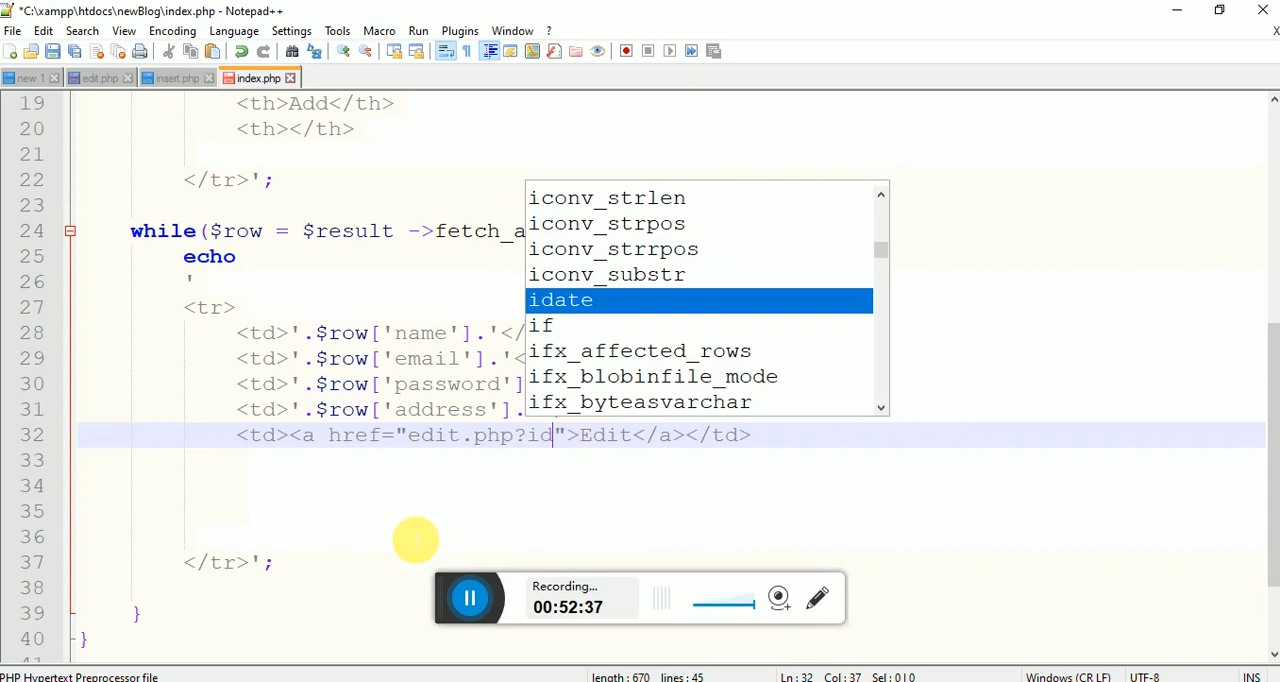 *C:\xampp\htdocs\newBlog\index.php - Notepad++
File Edit Search View Encoding Language Settings Tools Macro Run Plugins Window ? X
new 1 edit.php insert.php index.php
19 <th>Add</th>
20 <th></th>
21
22 </tr>';
23
24 while($row = $result ->fetch_a
25 echo
26 '
27 <tr>
28 <td>'.$row['name'].'</
29 <td>'.$row['email'].'<
30 <td>'.$row['password']
31 <td>'.$row['address'].
32 <td><a href="edit.php?id">Edit</a></td>
33
34
35
36
37 </tr>';
38
39 }
40 }
iconv_strlen
iconv_strpos
iconv_strrpos
iconv_substr
idate
if
ifx_affected_rows
ifx_blobinfile_mode
ifx_byteasvarchar
Recording...
00:52:37
PHP Hypertext Preprocessor file length : 670 lines : 45 Ln : 32 Col : 37 Sel : 0 | 0 Windows (CR LF) UTF-8 INS